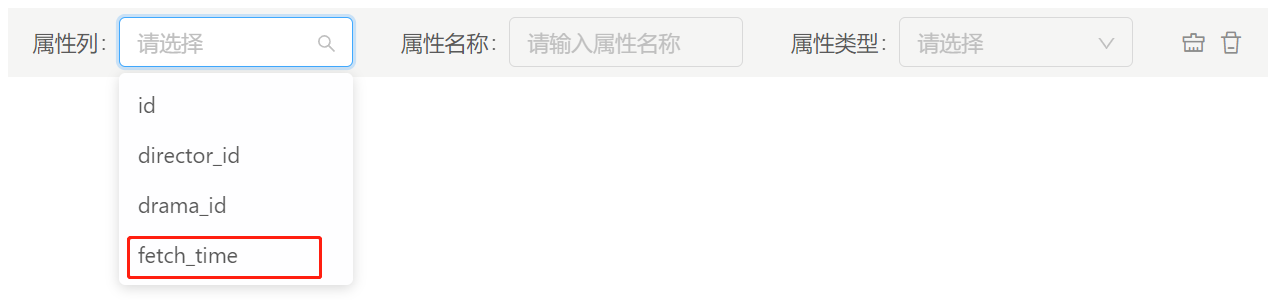 属性列: 请选择 属性名称: 请输入属性名称 属性类型: 请选择
id
director_id
drama_id
fetch_time